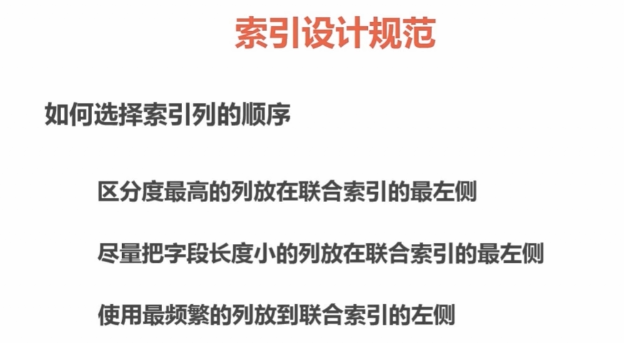 索引设计规范
如何选择索引列的顺序
区分度最高的列放在联合索引的最左侧
尽量把字段长度小的列放在联合索引的最左侧
使用最频繁的列放到联合索引的左侧